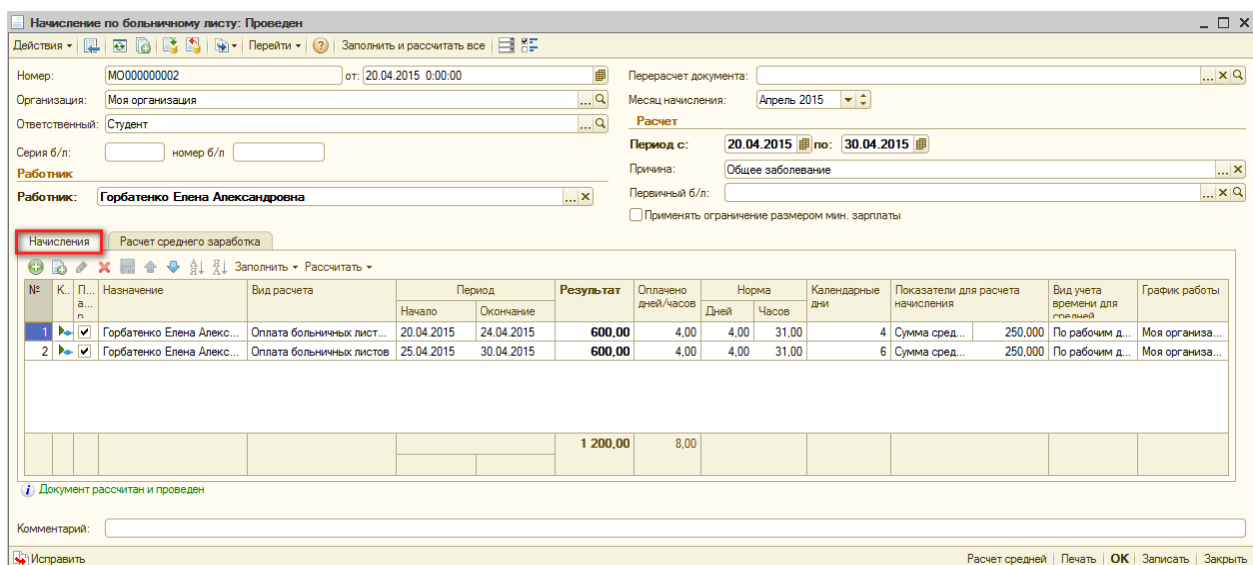 Начисление по больничному листу: Проведен
Действия Перейти Заполнить и рассчитать все
Номер: МО000000002 от: 20.04.2015 0:00:00 Перерасчет документа:
Организация: Моя организация Месяц начисления: Апрель 2015
Ответственный: Студент Расчет
Серия б/л: номер б/л Период с: 20.04.2015 по: 30.04.2015
Работник Причина: Общее заболевание
Работник: Горбатенко Елена Александровна Первичный б/л:
Применять ограничение размером мин. зарплаты
Начисления Расчет среднего заработка
Заполнить Рассчитать
№ К.. П... Назначение Вид расчета Период Результат Оплачено Норма Календарные Показатели для расчета Вид учета График работы
а... Начало Окончание дней/часов Дней Часов дни начисления времени для
п средней
1 Горбатенко Елена Алекс... Оплата больничных лист... 20.04.2015 24.04.2015 600,00 4,00 4,00 31,00 4 Сумма сред... 250,000 По рабочим д... Моя организа...
2 Горбатенко Елена Алекс... Оплата больничных листов 25.04.2015 30.04.2015 600,00 4,00 4,00 31,00 6 Сумма сред... 250,000 По рабочим д... Моя организа...
1 200,00 8,00
Документ рассчитан и проведен
Комментарий:
Исправить Расчет средней Печать OK Записать Закрыть